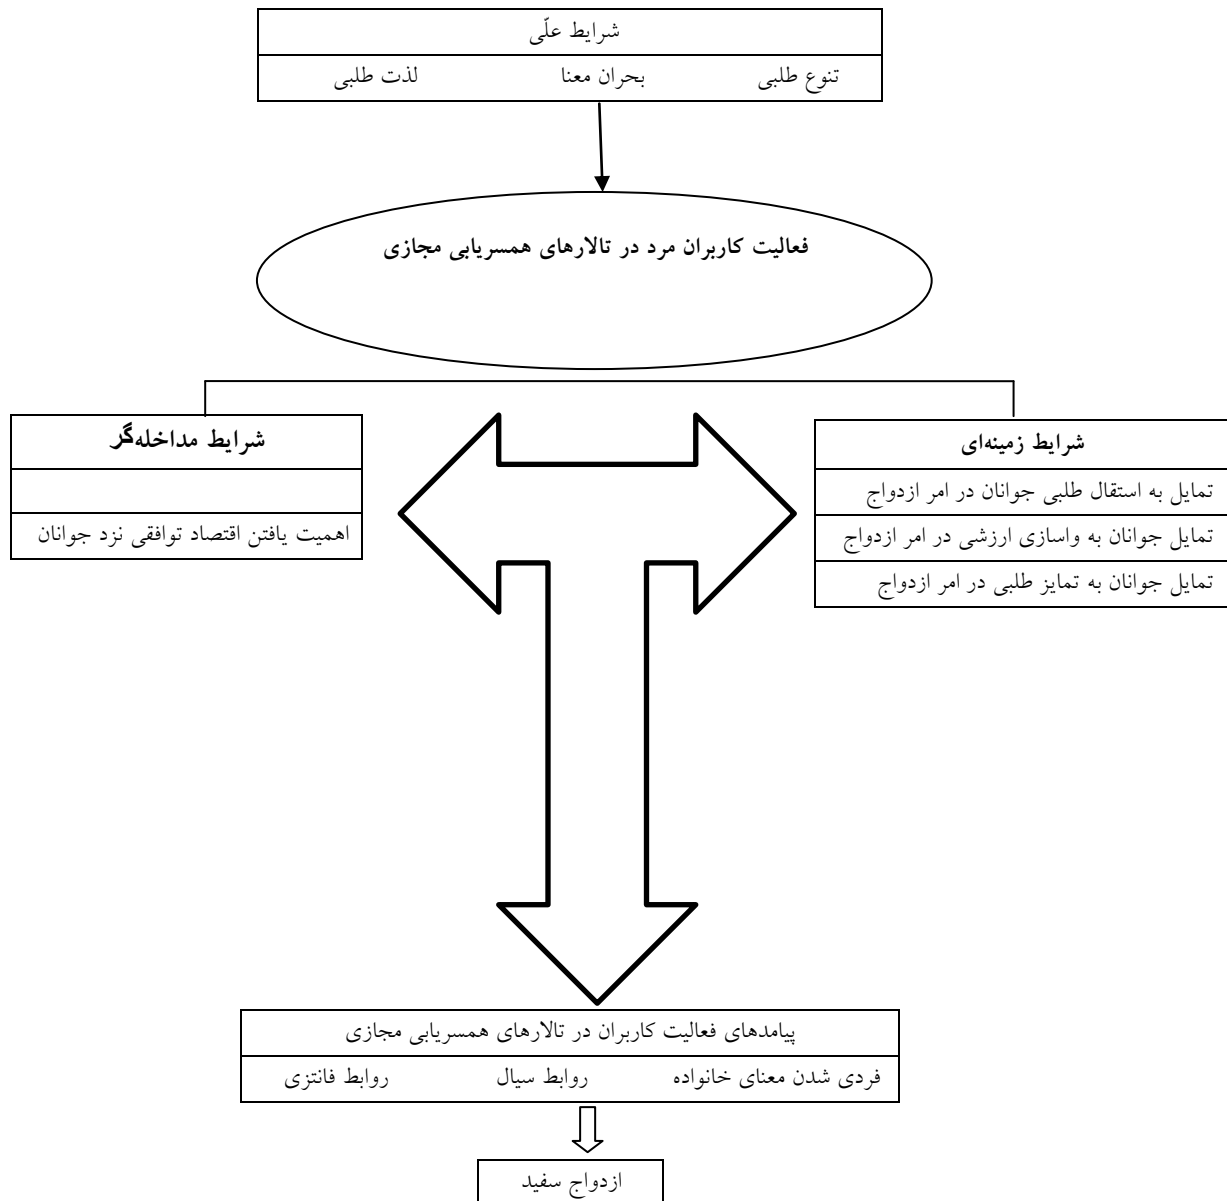 شرایط علّی
تنوع طلبی بحران معنا لذت طلبی
فعالیت کاربران مرد در تالارهای همسریابی مجازی
شرایط زمینه‌ای
تمایل به استقال طلبی جوانان در امر ازدواج
تمایل جوانان به واسازی ارزشی در امر ازدواج
تمایل جوانان به تمایز طلبی در امر ازدواج
شرایط مداخله‌گر
اهمیت یافتن اقتصاد توافقی نزد جوانان
پیامدهای فعالیت کاربران در تالارهای همسریابی مجازی
فردی شدن معنای خانواده روابط سیال روابط فانتزی
ازدواج سفید